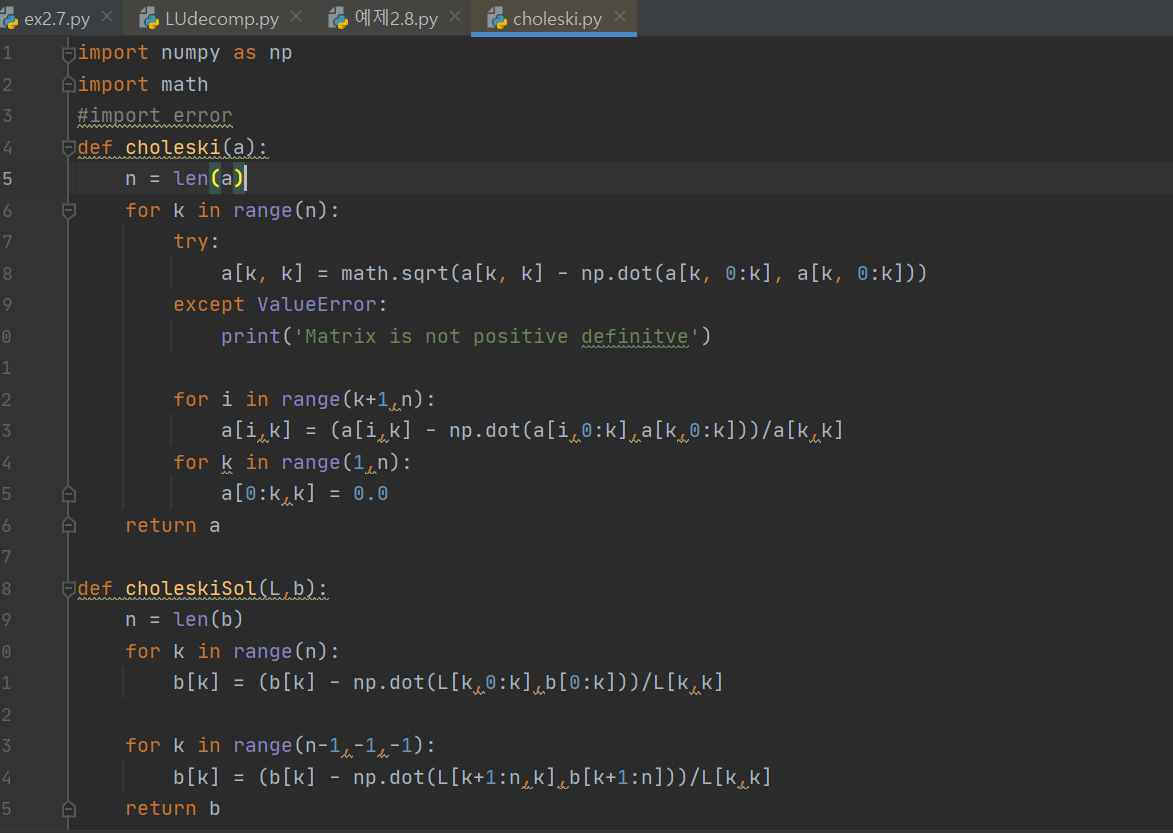 ex2.7.py LUdecomp.py 예제2.8.py choleski.py
1 import numpy as np
2 import math
3 #import error
4 def choleski(a):
5     n = len(a)
6     for k in range(n):
7         try:
8             a[k, k] = math.sqrt(a[k, k] - np.dot(a[k, 0:k], a[k, 0:k]))
9         except ValueError:
0             print('Matrix is not positive definitve')
1
2         for i in range(k+1,n):
3             a[i,k] = (a[i,k] - np.dot(a[i,0:k],a[k,0:k]))/a[k,k]
4         for k in range(1,n):
5             a[0:k,k] = 0.0
6     return a
7
8 def choleskiSol(L,b):
9     n = len(b)
0     for k in range(n):
1         b[k] = (b[k] - np.dot(L[k,0:k],b[0:k]))/L[k,k]
2
3     for k in range(n-1,-1,-1):
4         b[k] = (b[k] - np.dot(L[k+1:n,k],b[k+1:n]))/L[k,k]
5     return b